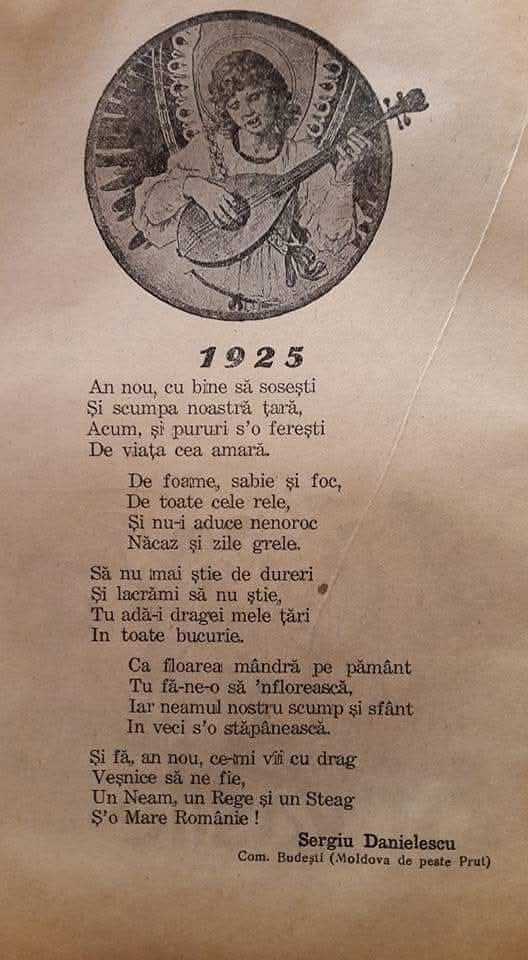 1925
An nou, cu bine să sosești
Și scumpa noastră țară,
Acum, și pururi s'o ferești
De viața cea amară.
De foame, sabie și foc,
De toate cele rele,
Și nu-i aduce nenoroc
Năcaz și zile grele.
Să nu mai știe de dureri
Și lacrămi să nu știe,
Tu adă-i dragei mele țări
In toate bucurie.
Ca floarea mândră pe pământ
Tu fă-ne-o să 'nflorească,
Iar neamul nostru scump și sfânt
In veci s'o stăpânească.
Și fă, an nou, ce-mi vii cu drag
Veșnice să ne fie,
Un Neam, un Rege și un Steag
Ș'o Mare Românie !
Sergiu Danielescu
Com. Budești (Moldova de peste Prut)